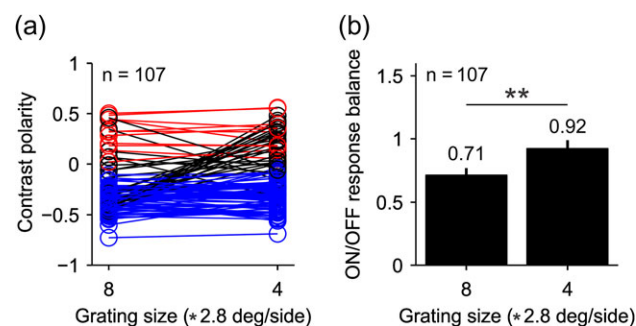 (a)
n = 107
Contrast polarity
1
0.5
0
−0.5
−1
8
4
Grating size (*2.8 deg/side)
(b)
n = 107
**
0.71
0.92
ON/OFF response balance
1.5
1
0.5
0
8
4
Grating size (*2.8 deg/side)